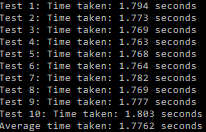 Test 1: Time taken: 1.794 seconds
Test 2: Time taken: 1.773 seconds
Test 3: Time taken: 1.769 seconds
Test 4: Time taken: 1.763 seconds
Test 5: Time taken: 1.768 seconds
Test 6: Time taken: 1.764 seconds
Test 7: Time taken: 1.782 seconds
Test 8: Time taken: 1.769 seconds
Test 9: Time taken: 1.777 seconds
Test 10: Time taken: 1.803 seconds
Average time taken: 1.7762 seconds